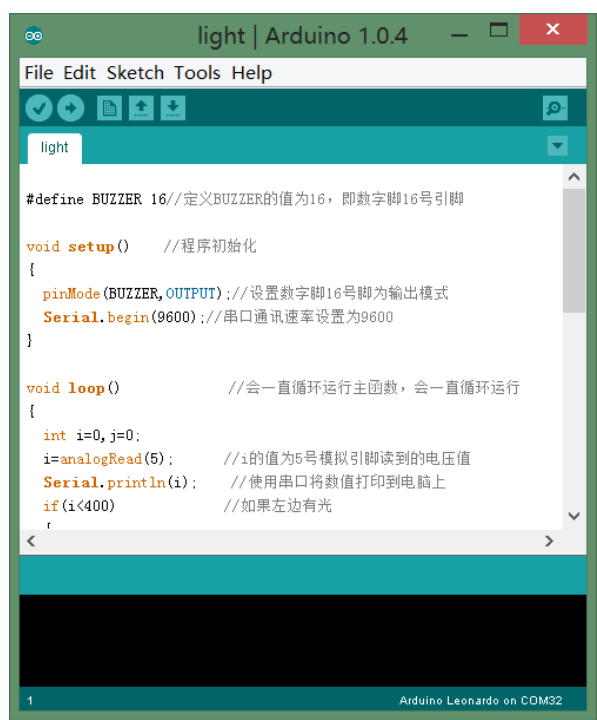 light | Arduino 1.0.4
File Edit Sketch Tools Help
light
#define BUZZER 16//定义BUZZER的值为16，即数字脚16号引脚
void setup() //程序初始化
{
pinMode(BUZZER,OUTPUT);//设置数字脚16号脚为输出模式
Serial.begin(9600);//串口通讯速率设置为9600
}
void loop() //会一直循环运行主函数，会一直循环运行
{
int i=0,j=0;
i=analogRead(5); //i的值为5号模拟引脚读到的电压值
Serial.println(i); //使用串口将数值打印到电脑上
if(i<400) //如果左边有光
{
1
Arduino Leonardo on COM32